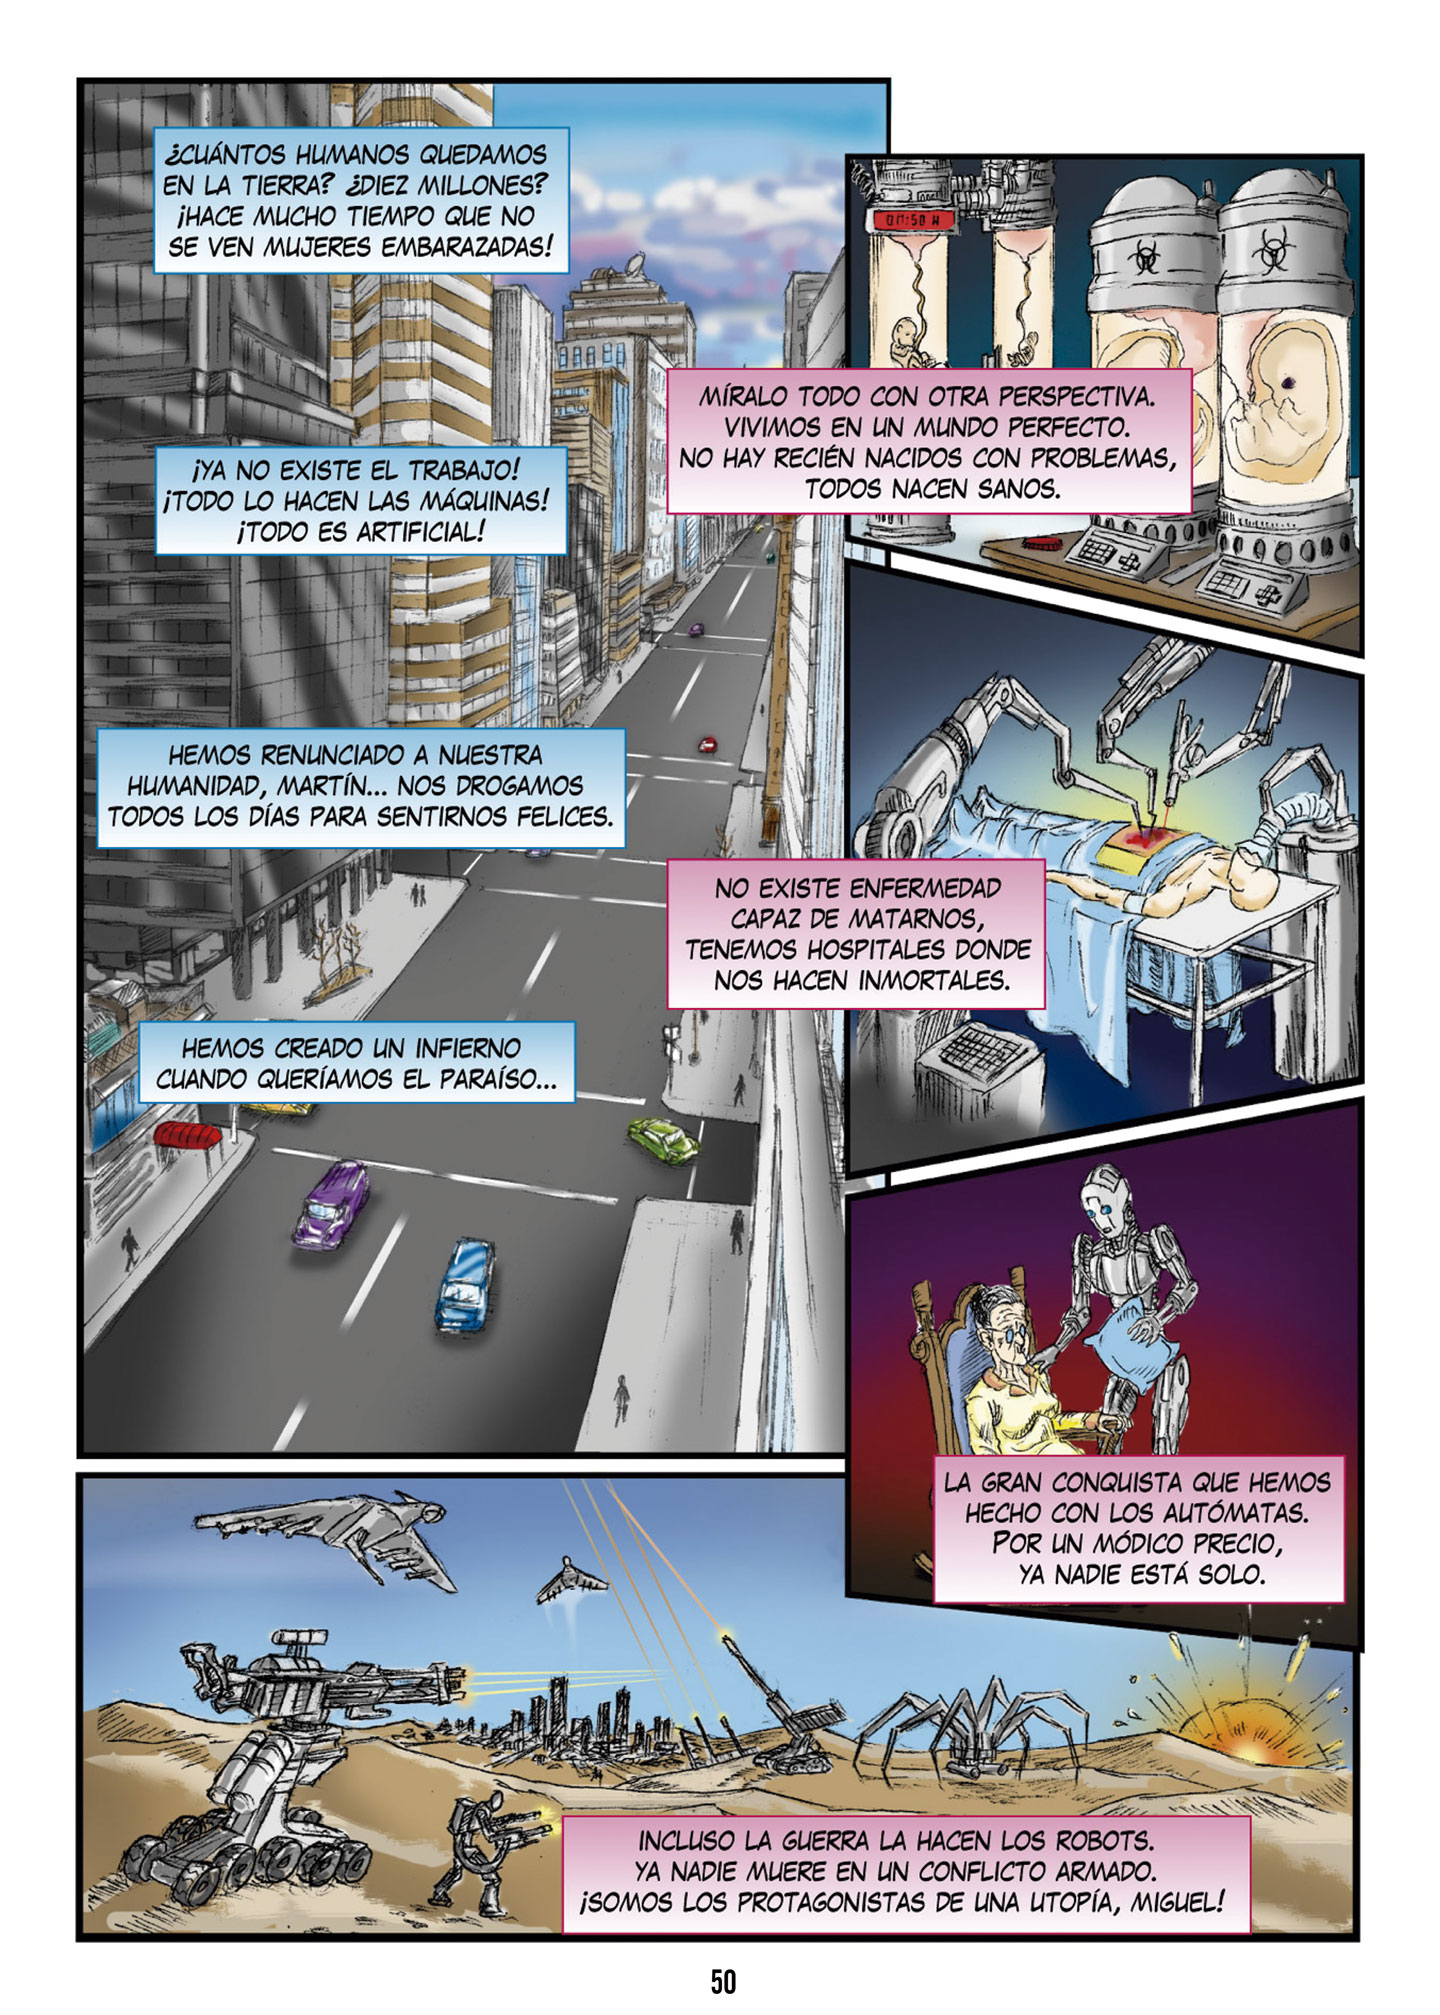 ¿CUÁNTOS HUMANOS QUEDAMOS
EN LA TIERRA? ¿DIEZ MILLONES?
¡HACE MUCHO TIEMPO QUE NO
SE VEN MUJERES EMBARAZADAS!
MÍRALO TODO CON OTRA PERSPECTIVA.
VIVIMOS EN UN MUNDO PERFECTO.
NO HAY RECIÉN NACIDOS CON PROBLEMAS,
TODOS NACEN SANOS.
¡YA NO EXISTE EL TRABAJO!
¡TODO LO HACEN LAS MÁQUINAS!
¡TODO ES ARTIFICIAL!
HEMOS RENUNCIADO A NUESTRA
HUMANIDAD, MARTÍN... NOS DROGAMOS
TODOS LOS DÍAS PARA SENTIRNOS FELICES.
NO EXISTE ENFERMEDAD
CAPAZ DE MATARNOS,
TENEMOS HOSPITALES DONDE
NOS HACEN INMORTALES.
HEMOS CREADO UN INFIERNO
CUANDO QUERÍAMOS EL PARAÍSO...
LA GRAN CONQUISTA QUE HEMOS
HECHO CON LOS AUTÓMATAS.
POR UN MÓDICO PRECIO,
YA NADIE ESTÁ SOLO.
INCLUSO LA GUERRA LA HACEN LOS ROBOTS.
YA NADIE MUERE EN UN CONFLICTO ARMADO.
¡SOMOS LOS PROTAGONISTAS DE UNA UTOPÍA, MIGUEL!
50